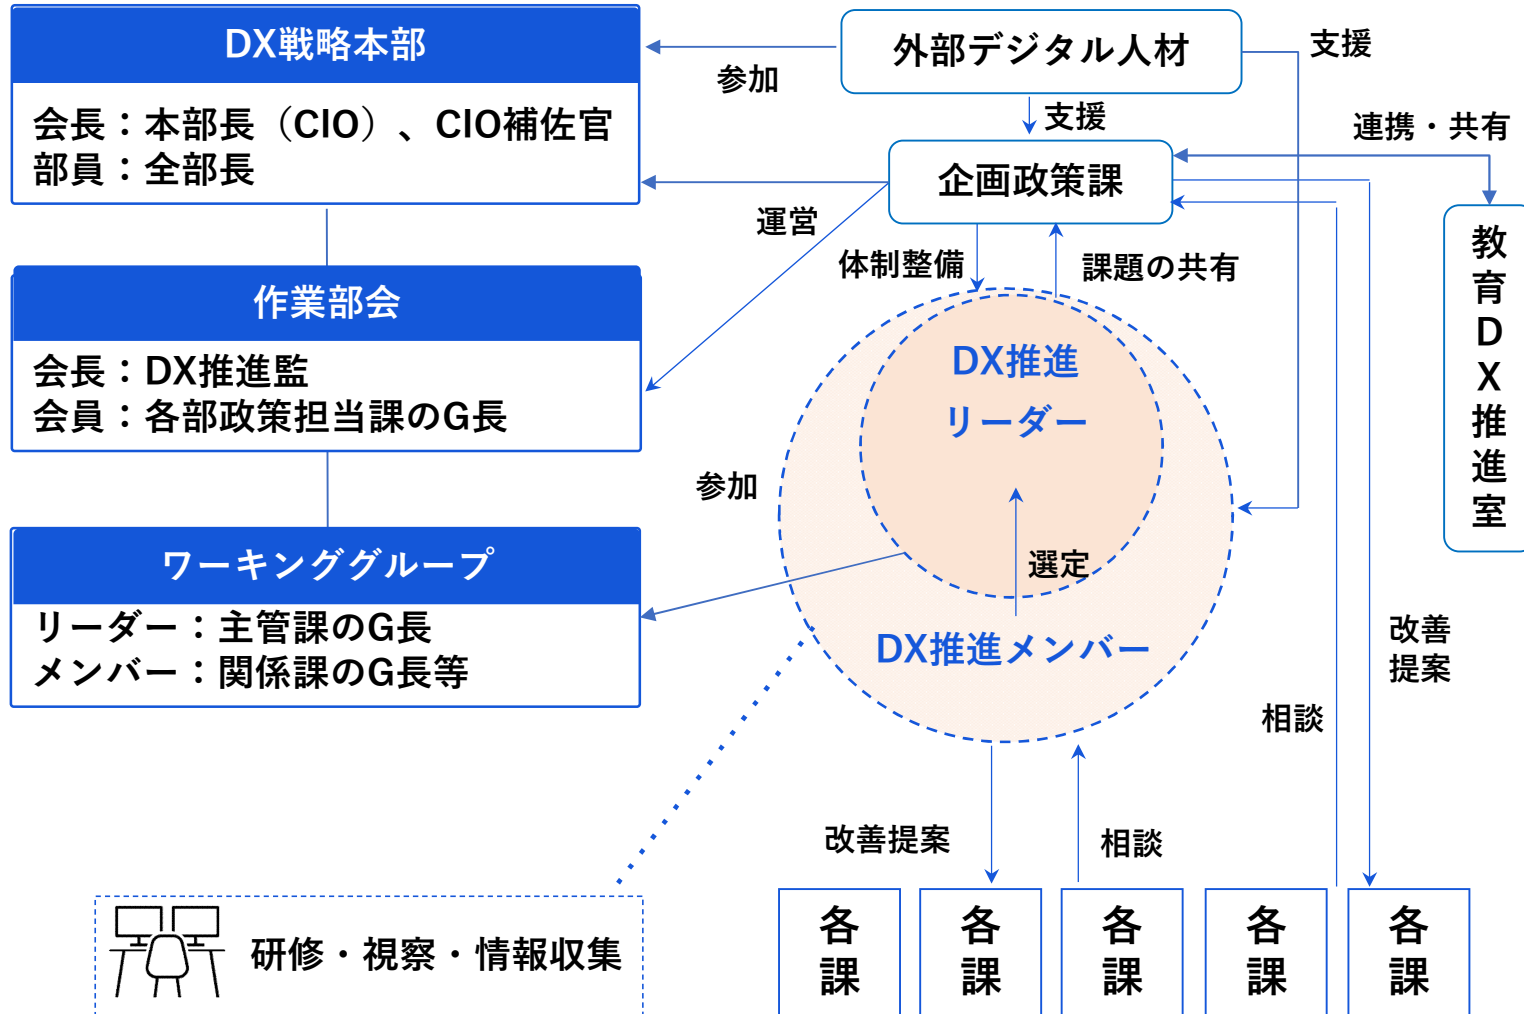 DX戦略本部
会長：本部長（CIO）、CIO補佐官
部員：全部長
外部デジタル人材
参加
支援
支援
連携・共有
企画政策課
運営
体制整備
課題の共有
教育DX推進室
作業部会
会長：DX推進監
会員：各部政策担当課のG長
DX推進
リーダー
参加
選定
DX推進メンバー
ワーキンググループ
リーダー：主管課のG長
メンバー：関係課のG長等
改善
提案
相談
改善提案
相談
研修・視察・情報収集
各課
各課
各課
各課
各課